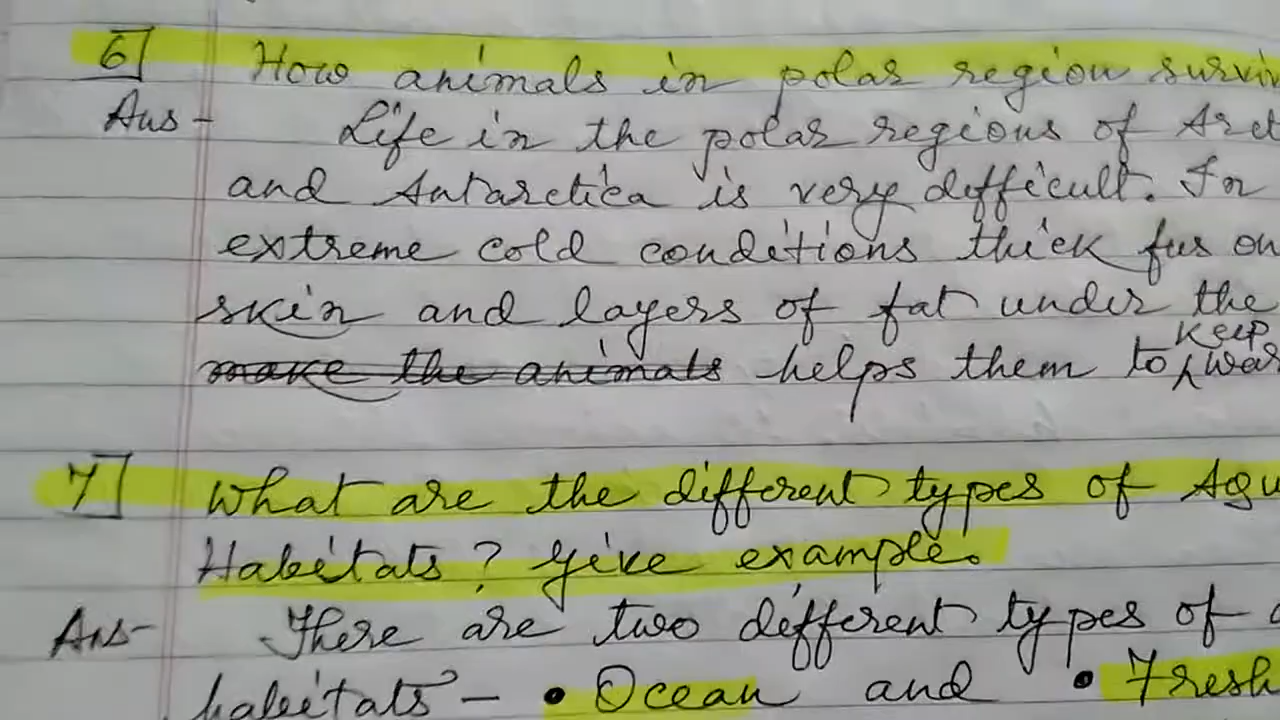 6] How animals in polar region surviv
Ans - Life in the polar regions of Arct
and Antarctica is very difficult. In
extreme cold conditions thick fur on
skin and layers of fat under the
keep
make the animals helps them to war
7] What are the different types of Aqu
Habitats? Give example.
Ans - There are two different types of a
habitats - • Ocean and • Fresh